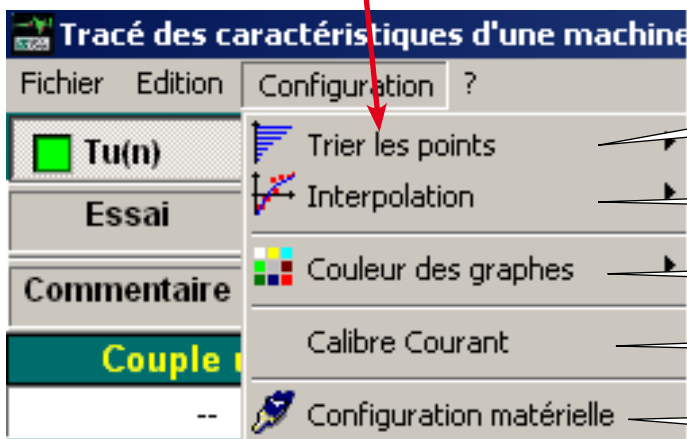 Tracé des caractéristiques d'une machine
Fichier Edition Configuration ?
Tu(n)
Trier les points
Interpolation
Essai
Couleur des graphes
Commentaire
Calibre Courant
Couple
Configuration matérielle
--